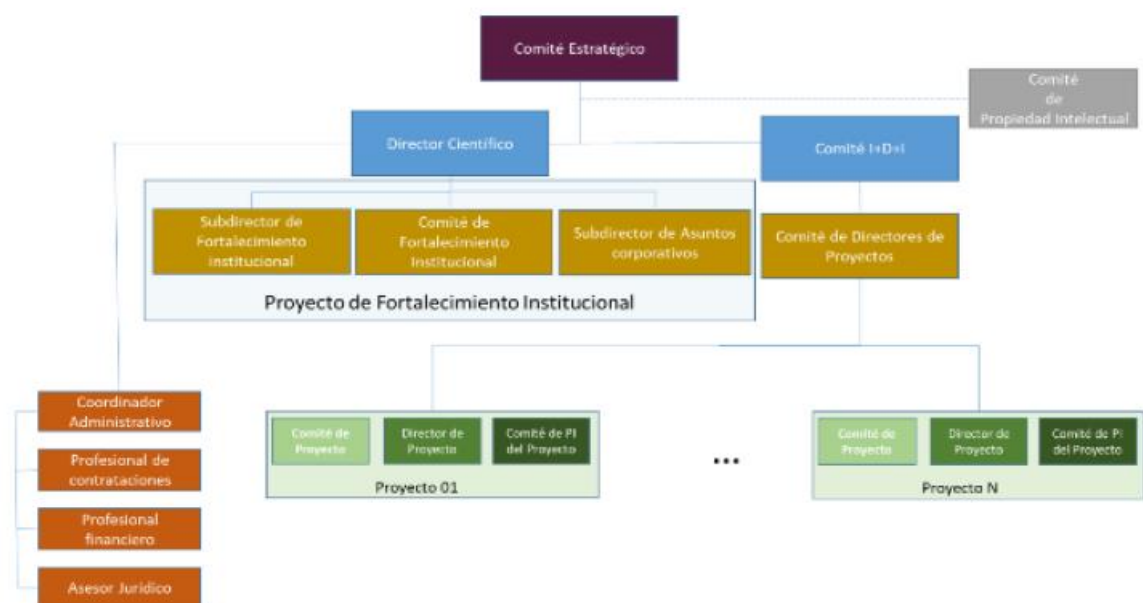 Comité Estratégico
Comité
de
Propiedad Intelectual
Director Científico
Comité I+D+I
Subdirector de
Fortalecimiento
institucional
Comité de
Fortalecimiento
Institucional
Subdirector de Asuntos
corporativos
Comité de Directores de
Proyectos
Proyecto de Fortalecimiento Institucional
Coordinador
Administrativo
Profesional de
contrataciones
Profesional
financiero
Asesor Jurídico
Comité de
Proyecto
Director de
Proyecto
Comité de PI
del Proyecto
Proyecto 01
...
Comité de
Proyecto
Director de
Proyecto
Comité de PI
del Proyecto
Proyecto N